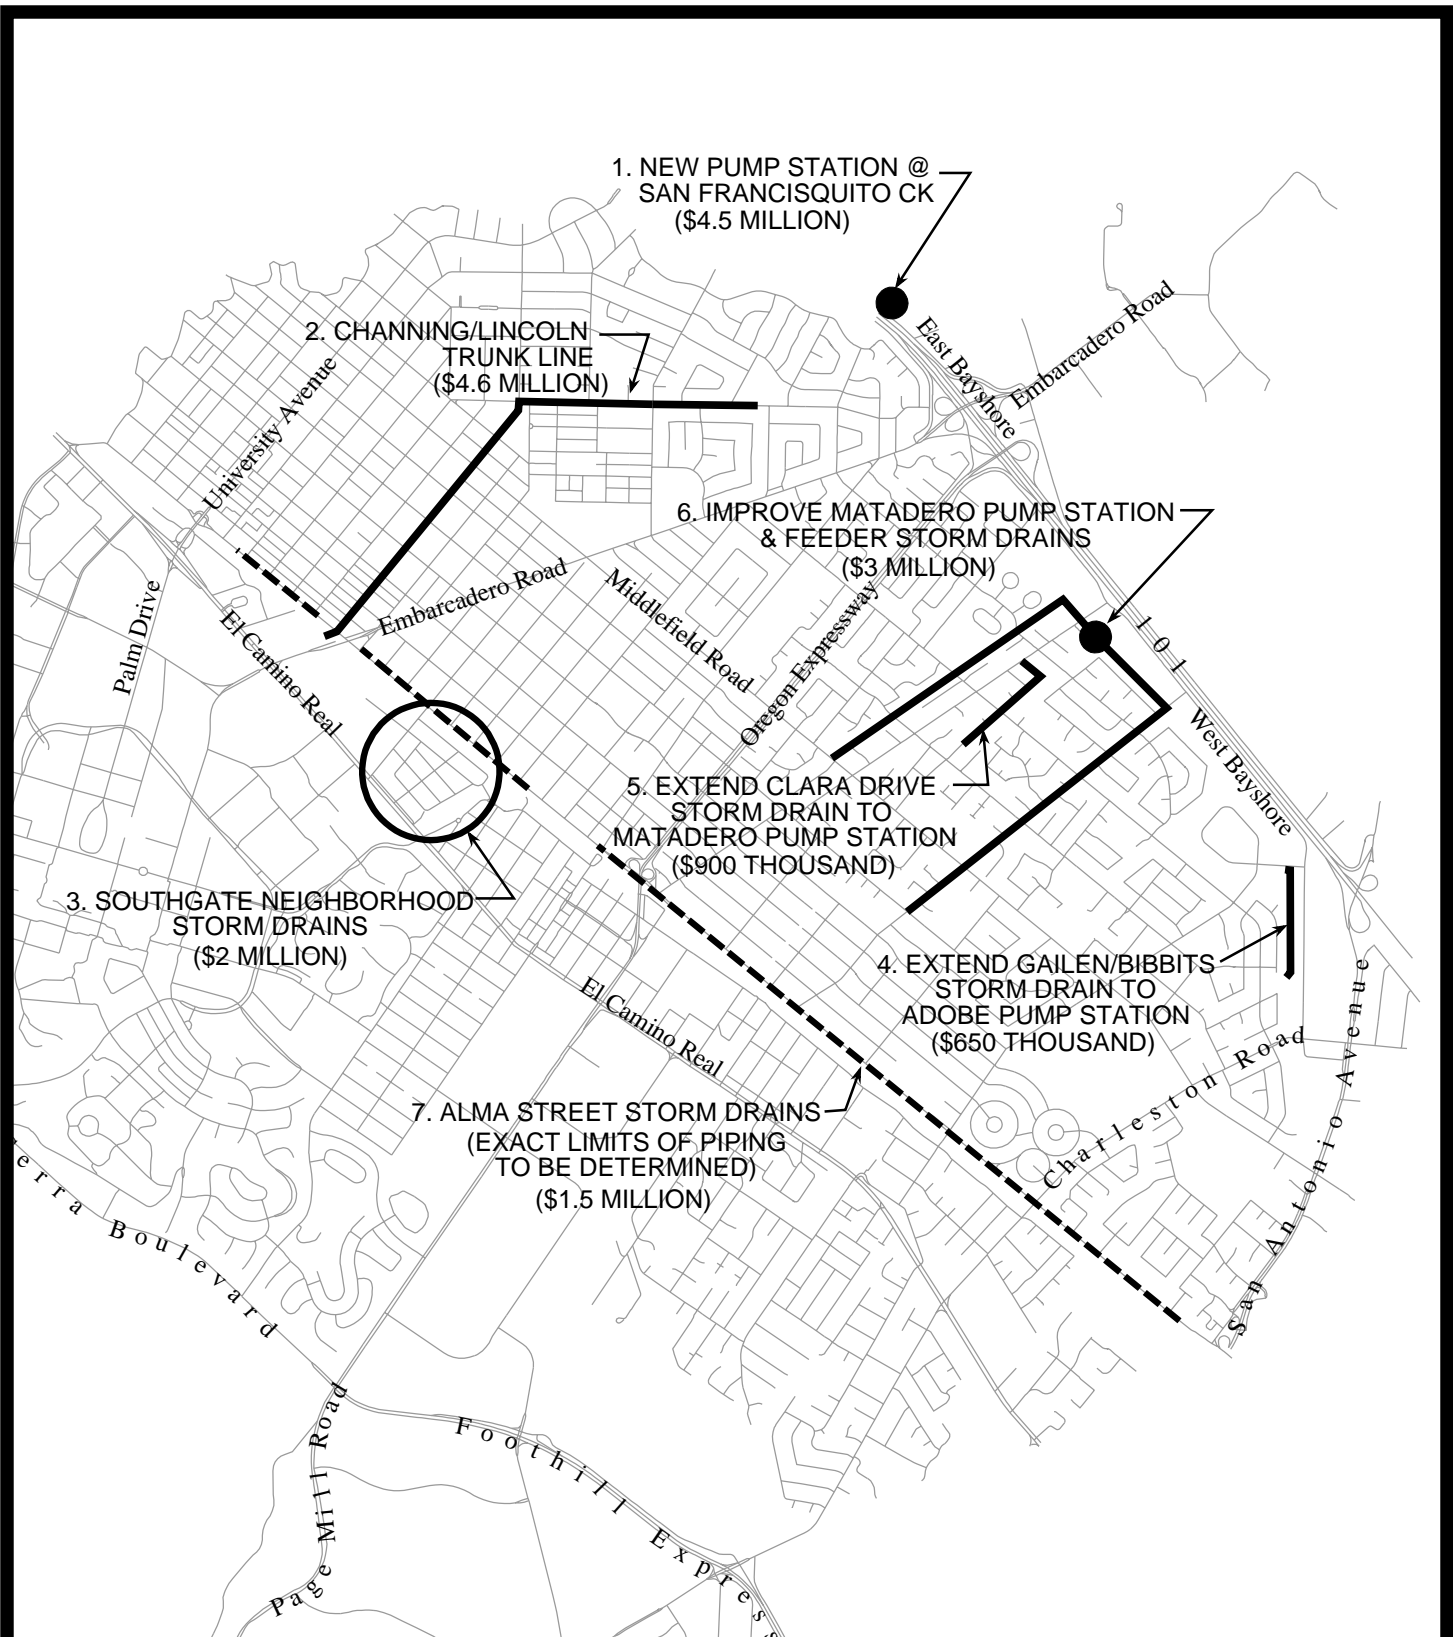 1. NEW PUMP STATION @
SAN FRANCISQUITO CK
($4.5 MILLION)
2. CHANNING/LINCOLN
TRUNK LINE
($4.6 MILLION)
East Bayshore
Embarcadero Road
University Avenue
6. IMPROVE MATADERO PUMP STATION
& FEEDER STORM DRAINS
($3 MILLION)
Embarcadero Road
Middlefield Road
Oregon Expressway
Palm Drive
El Camino Real
101
West Bayshore
5. EXTEND CLARA DRIVE
STORM DRAIN TO
MATADERO PUMP STATION
($900 THOUSAND)
3. SOUTHGATE NEIGHBORHOOD
STORM DRAINS
($2 MILLION)
4. EXTEND GAILEN/BIBBITS
STORM DRAIN TO
ADOBE PUMP STATION
($650 THOUSAND)
El Camino Real
Charleston Road
San Antonio Avenue
7. ALMA STREET STORM DRAINS
(EXACT LIMITS OF PIPING
TO BE DETERMINED)
($1.5 MILLION)
erra Boulevard
Page Mill Road
Foothill Express